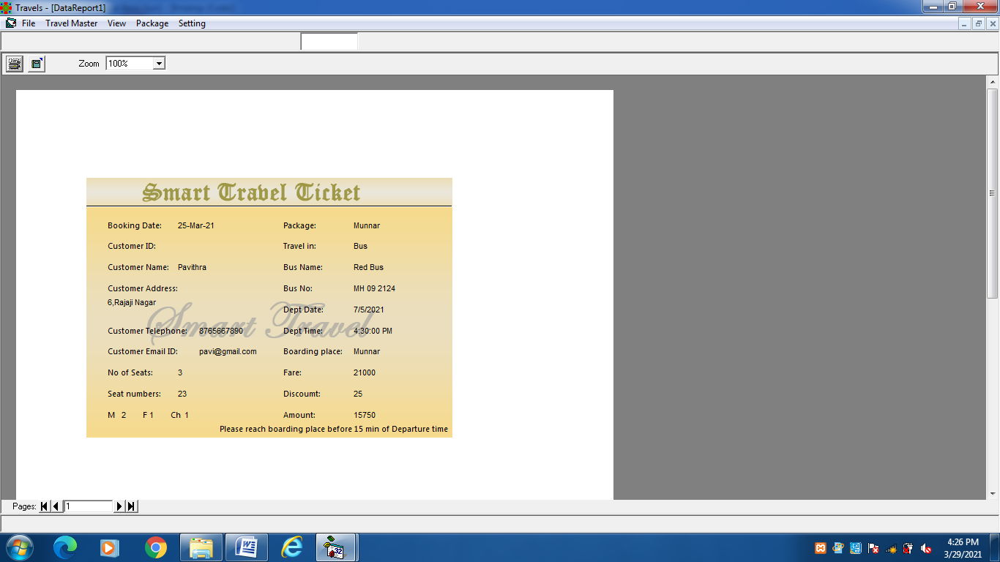 Travels - [DataReport1]
File Travel Master View Package Setting
Zoom 100%
Smart Travel Ticket
Booking Date: 25-Mar-21 Package: Munnar
Customer ID: Travel in: Bus
Customer Name: Pavithra Bus Name: Red Bus
Customer Address: Bus No: MH 09 2124
6,Rajaji Nagar
Dept Date: 7/5/2021
Smart Travel
Customer Telephone: 8765667890 Dept Time: 4:30:00 PM
Customer Email ID: pavi@gmail.com Boarding place: Munnar
No of Seats: 3 Fare: 21000
Seat numbers: 23 Discoumt: 25
M 2 F 1 Ch 1 Amount: 15750
Please reach boarding place before 15 min of Departure time
Pages: 1
32
4:26 PM
3/29/2021